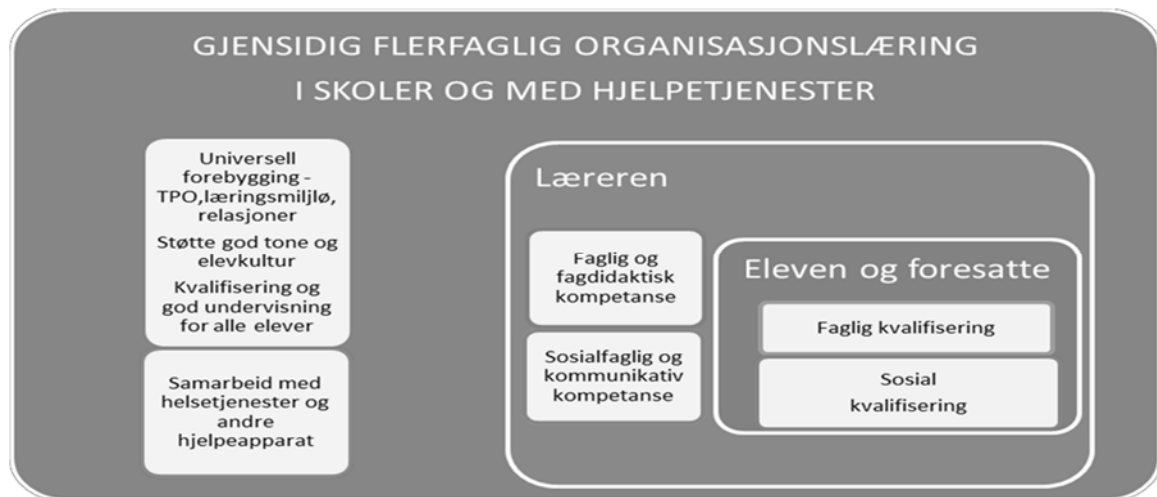 GJENSIDIG FLERFAGLIG ORGANISASJONSLÆRING
I SKOLER OG MED HJELPETJENESTER
Universell
forebygging -
TPO,læringsmiljlø,
relasjoner
Støtte god tone og
elevkultur
Kvalifisering og
god undervisning
for alle elever
Samarbeid med
helsetjenester og
andre
hjelpeapparat
Læreren
Faglig og
fagdidaktisk
kompetanse
Sosialfaglig og
kommunikativ
kompetanse
Eleven og foresatte
Faglig kvalifisering
Sosial
kvalifisering